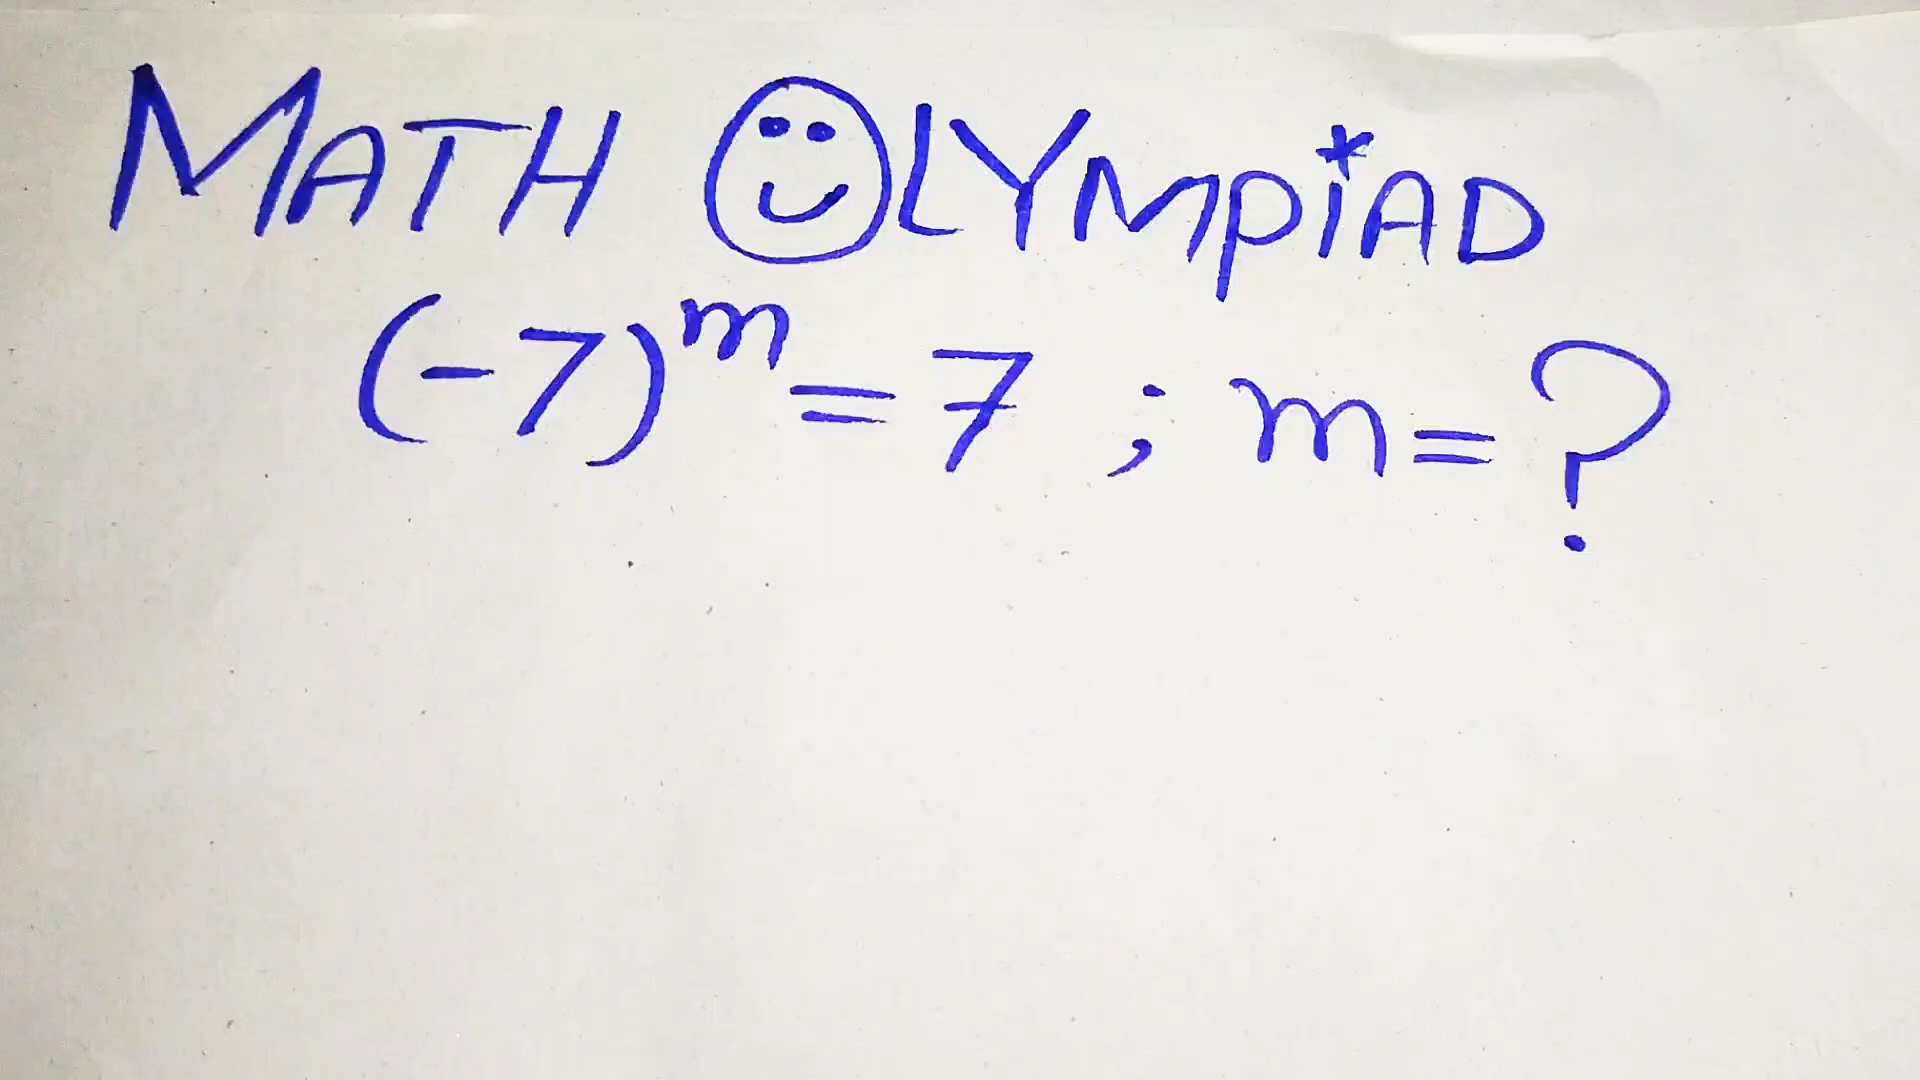 MATH OLYMPiAD
(-7)^m = 7 ; m = ?